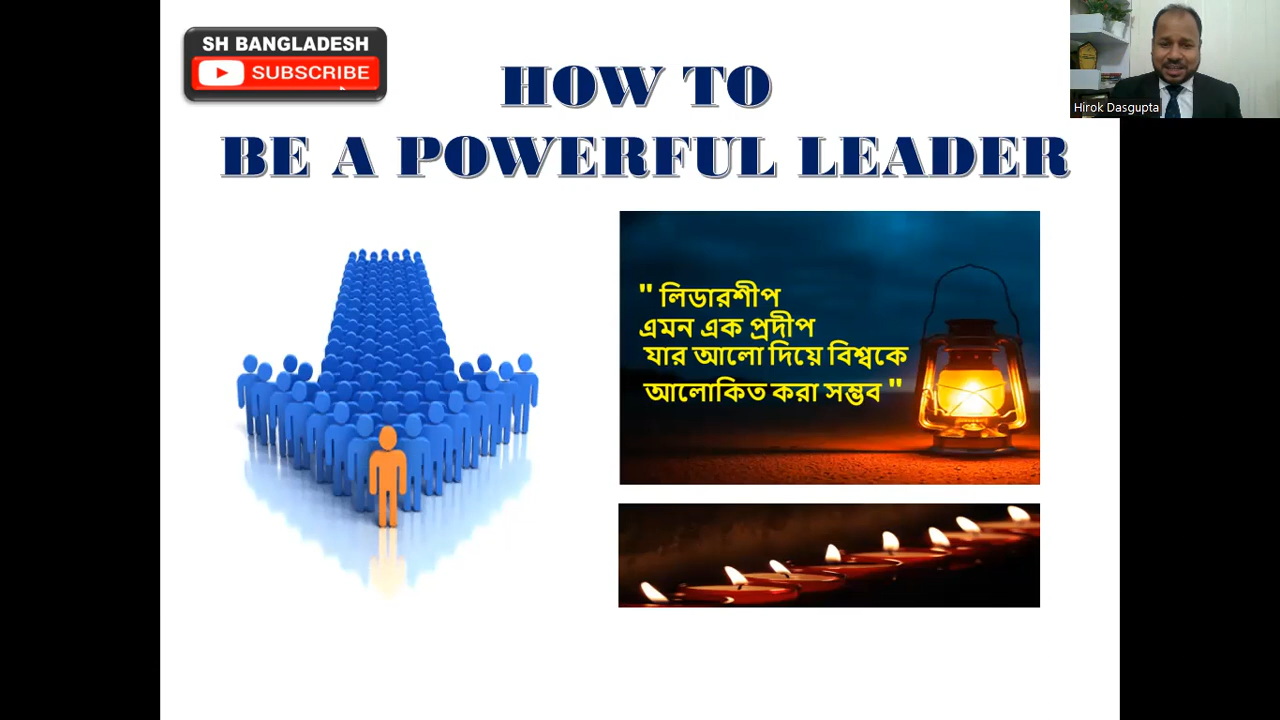 SH BANGLADESH
SUBSCRIBE
HOW TO
BE A POWERFUL LEADER
Hirok Dasgupta
" লিডারশীপ
এমন এক প্রদীপ
যার আলো দিয়ে বিশ্বকে
আলোকিত করা সম্ভব "